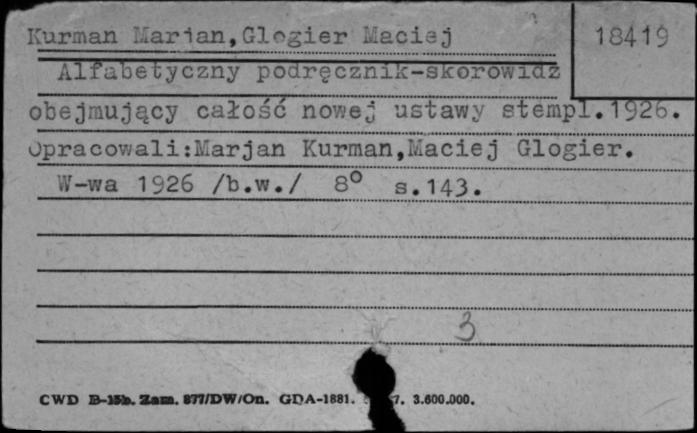 Kurman Marian,Glogier Maciej
18419
Alfabetyczny podręcznik-skorowidz
obejmujący całość nowej ustawy stempl.1926.
Opracowali:Marjan Kurman,Maciej Glogier.
W-wa 1926 /b.w./ 8° s.143.
3
CWD B-15b. Zam. 877/DW/On. GDA-1881. 7. 3.600.000.